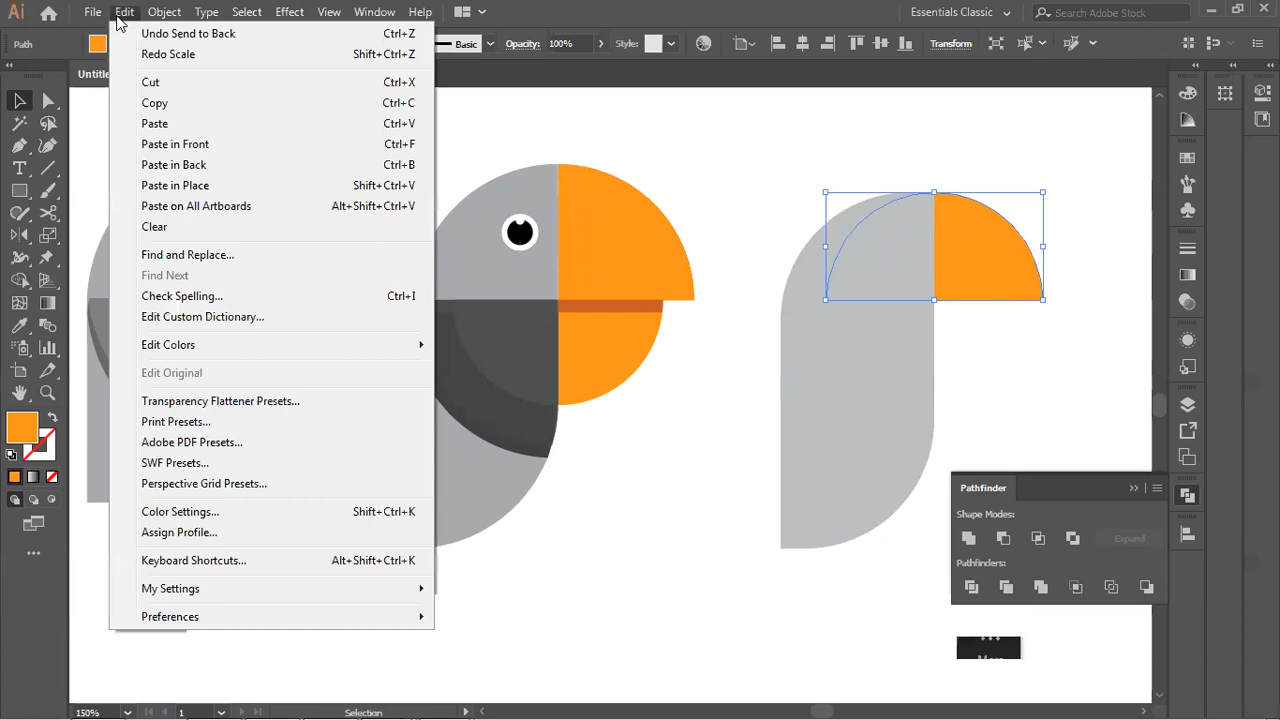 Ai File Edit Object Type Select Effect View Window Help Essentials Classic Search Adobe Stock
Path Basic Opacity: 100% Style: Transform
Untitle
Undo Send to Back Ctrl+Z
Redo Scale Shift+Ctrl+Z
Cut Ctrl+X
Copy Ctrl+C
Paste Ctrl+V
Paste in Front Ctrl+F
Paste in Back Ctrl+B
Paste in Place Shift+Ctrl+V
Paste on All Artboards Alt+Shift+Ctrl+V
Clear
Find and Replace...
Find Next
Check Spelling... Ctrl+I
Edit Custom Dictionary...
Edit Colors
Edit Original
Transparency Flattener Presets...
Print Presets...
Adobe PDF Presets...
SWF Presets...
Perspective Grid Presets...
Color Settings... Shift+Ctrl+K
Assign Profile...
Keyboard Shortcuts... Alt+Shift+Ctrl+K
My Settings
Preferences
Pathfinder
Shape Modes:
Expand
Pathfinders:
150% 1 Selection